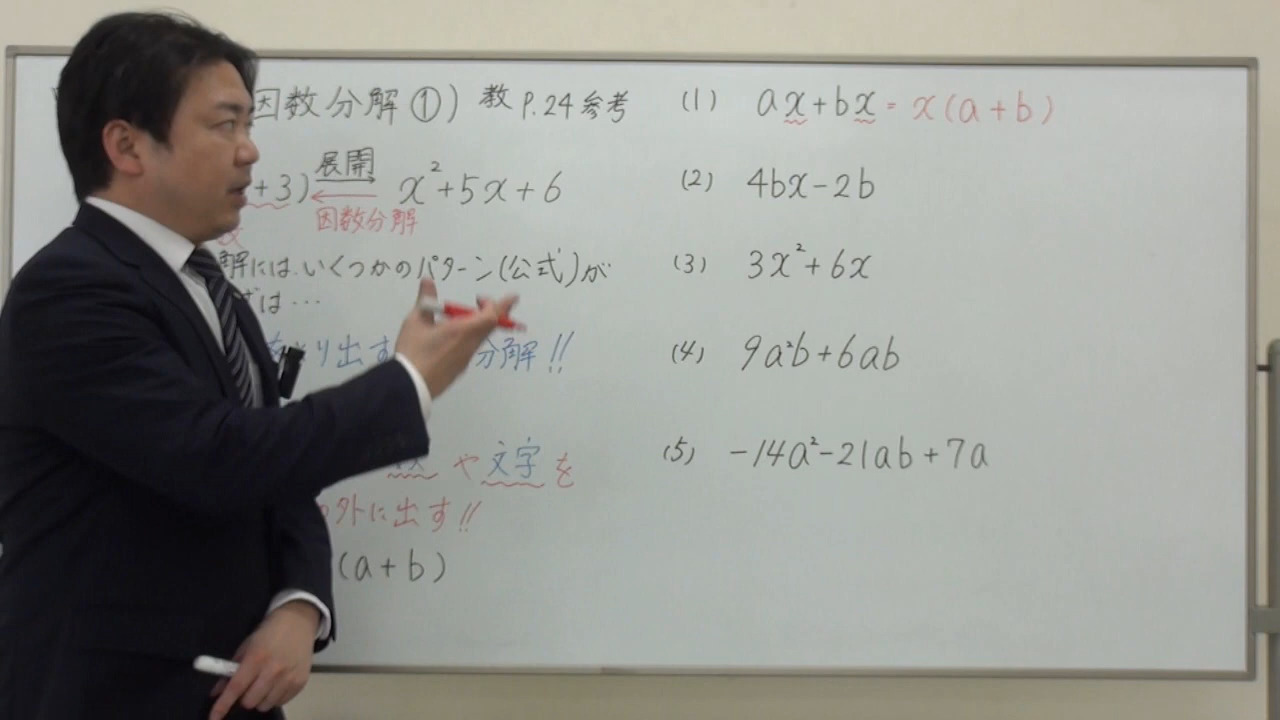 因数分解①) 教 P.24参考
+3) 展開 x²+5x+6
因数分解
解には、いくつかのパターン(公式)が
ずは…
り出す 分解!!
や文字を
の外に出す!!
(a+b)
(1) ax+bx = x(a+b)
(2) 4bx-2b
(3) 3x²+6x
(4) 9a²b+6ab
(5) -14a²-21ab+7a